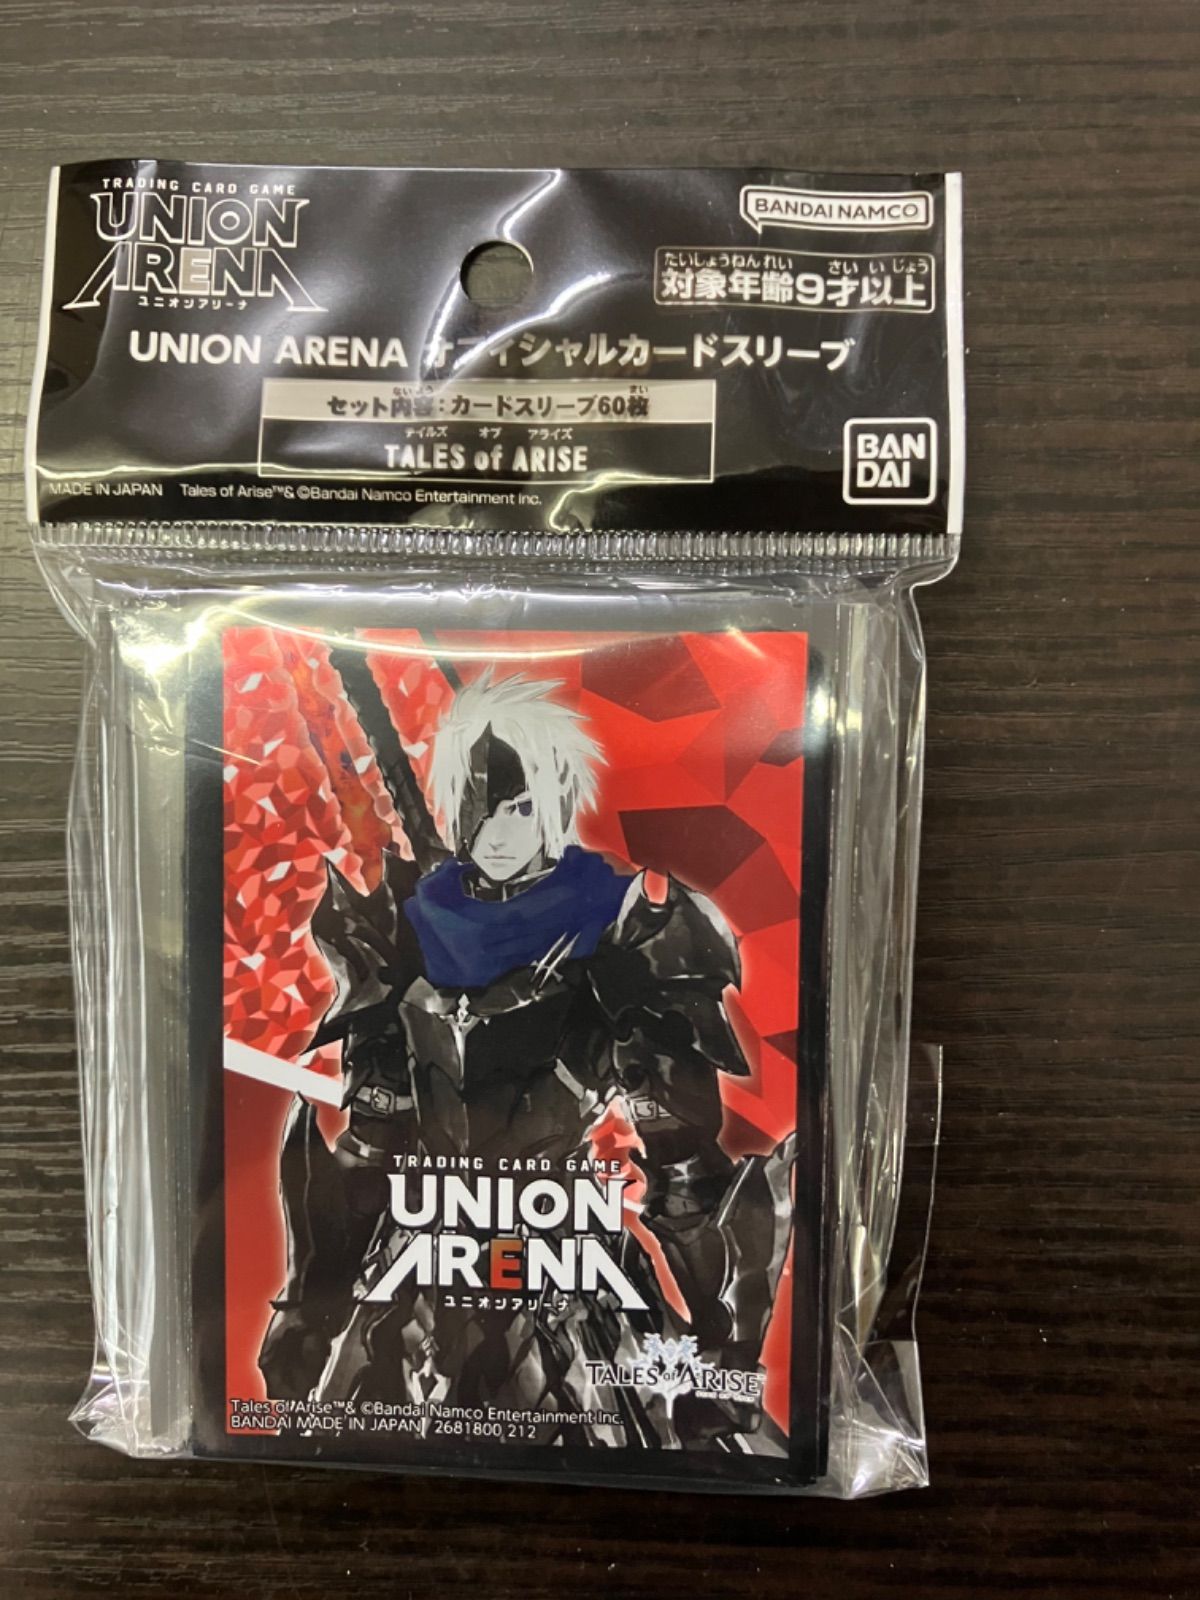 TRADING CARD GAME
UNION
ARENA
ユニオンアリーナ
BANDAI NAMCO
たいしょうねんれい さい いじょう
対象年齢9才以上
UNION ARENA オフィシャルカードスリーブ
ないよう まい
セット内容:カードスリーブ60枚
テイルズ オブ アライズ
TALES of ARISE
BAN
DAI
MADE IN JAPAN Tales of Arise™& ©Bandai Namco Entertainment Inc.
TRADING CARD GAME
UNION
ARENA
ユニオンアリーナ
TALES of ARISE
Tales of Arise™& ©Bandai Namco Entertainment Inc.
BANDAI MADE IN JAPAN 2681800 212